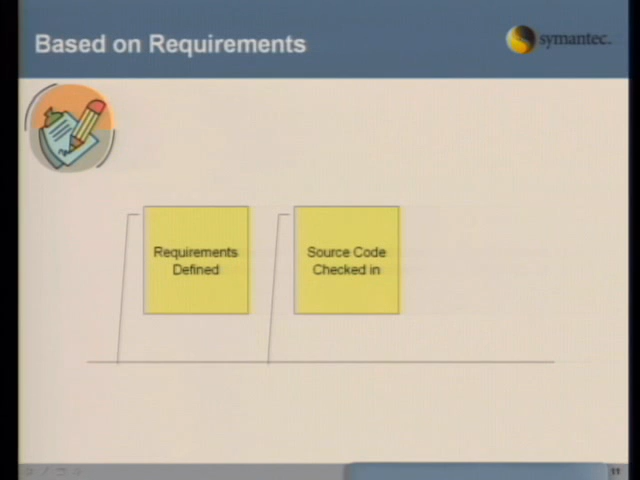 Based on Requirements
symantec.
Requirements
Defined
Source Code
Checked in
11